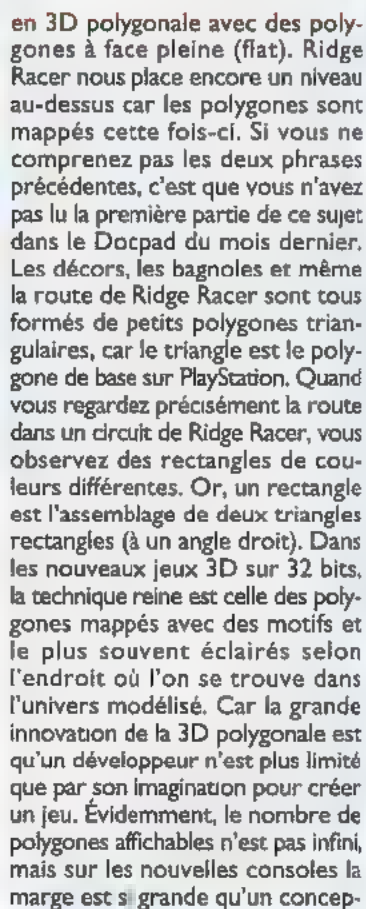 en 3D polygonale avec des poly-
gones à face pleine (flat). Ridge
Racer nous place encore un niveau
au-dessus car les polygones sont
mappés cette fois-ci. Si vous ne
comprenez pas les deux phrases
précédentes, c'est que vous n'avez
pas lu la première partie de ce sujet
dans le Docpad du mois dernier.
Les décors, les bagnoles et même
la route de Ridge Racer sont tous
formés de petits polygones trian-
gulaires, car le triangle est le poly-
gone de base sur PlayStation. Quand
vous regardez précisément la route
dans un circuit de Ridge Racer, vous
observez des rectangles de cou-
leurs différentes. Or, un rectangle
est l'assemblage de deux triangles
rectangles (à un angle droit). Dans
les nouveaux jeux 3D sur 32 bits,
la technique reine est celle des poly-
gones mappés avec des motifs et
le plus souvent éclairés selon
l'endroit où l'on se trouve dans
l'univers modélisé. Car la grande
innovation de la 3D polygonale est
qu'un développeur n'est plus limité
que par son imagination pour créer
un jeu. Évidemment, le nombre de
polygones affichables n'est pas infini,
mais sur les nouvelles consoles la
marge est si grande qu'un concep-